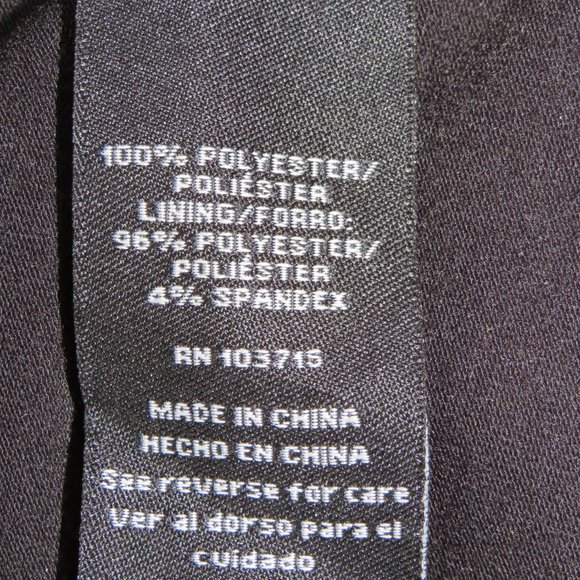 100% POLYESTER/
POLIÉSTER
LINING/FORRO:
96% POLYESTER/
POLIÉSTER
4% SPANDEX
RN 103715
MADE IN CHINA
HECHO EN CHINA
See reverse for care
Ver al dorso para el
cuidado